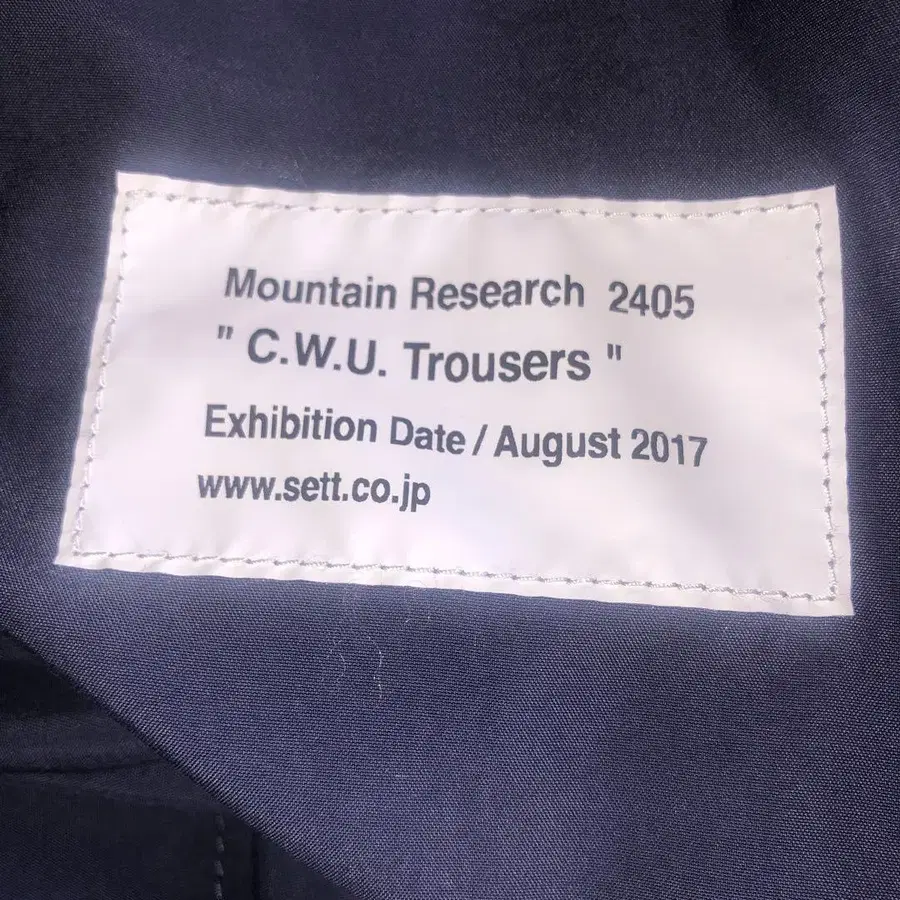 Mountain Research 2405
" C.W.U. Trousers "
Exhibition Date / August 2017
www.sett.co.jp